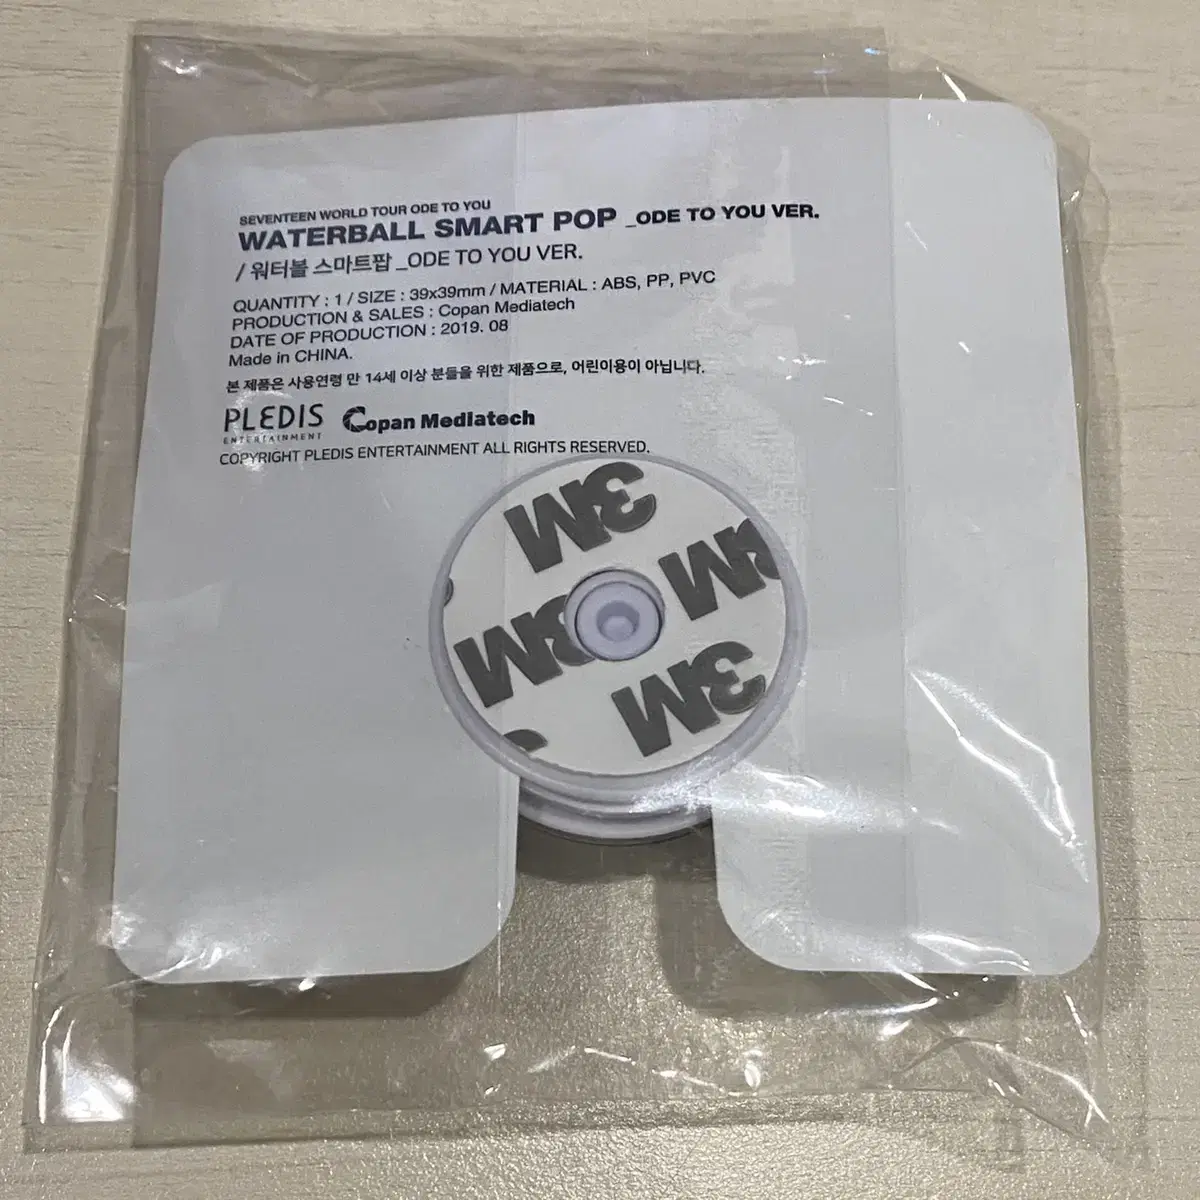 SEVENTEEN WORLD TOUR ODE TO YOU
WATERBALL SMART POP _ODE TO YOU VER.
/ 워터볼 스마트팝 _ODE TO YOU VER.
QUANTITY : 1 / SIZE : 39x39mm / MATERIAL : ABS, PP, PVC
PRODUCTION & SALES : Copan Mediatech
DATE OF PRODUCTION : 2019. 08
Made in CHINA.
본 제품은 사용연령 만 14세 이상 분들을 위한 제품으로, 어린이용이 아닙니다.
PLEDIS Copan Mediatech
ENTERTAINMENT
COPYRIGHT PLEDIS ENTERTAINMENT ALL RIGHTS RESERVED.
3M
3M
3M
3M